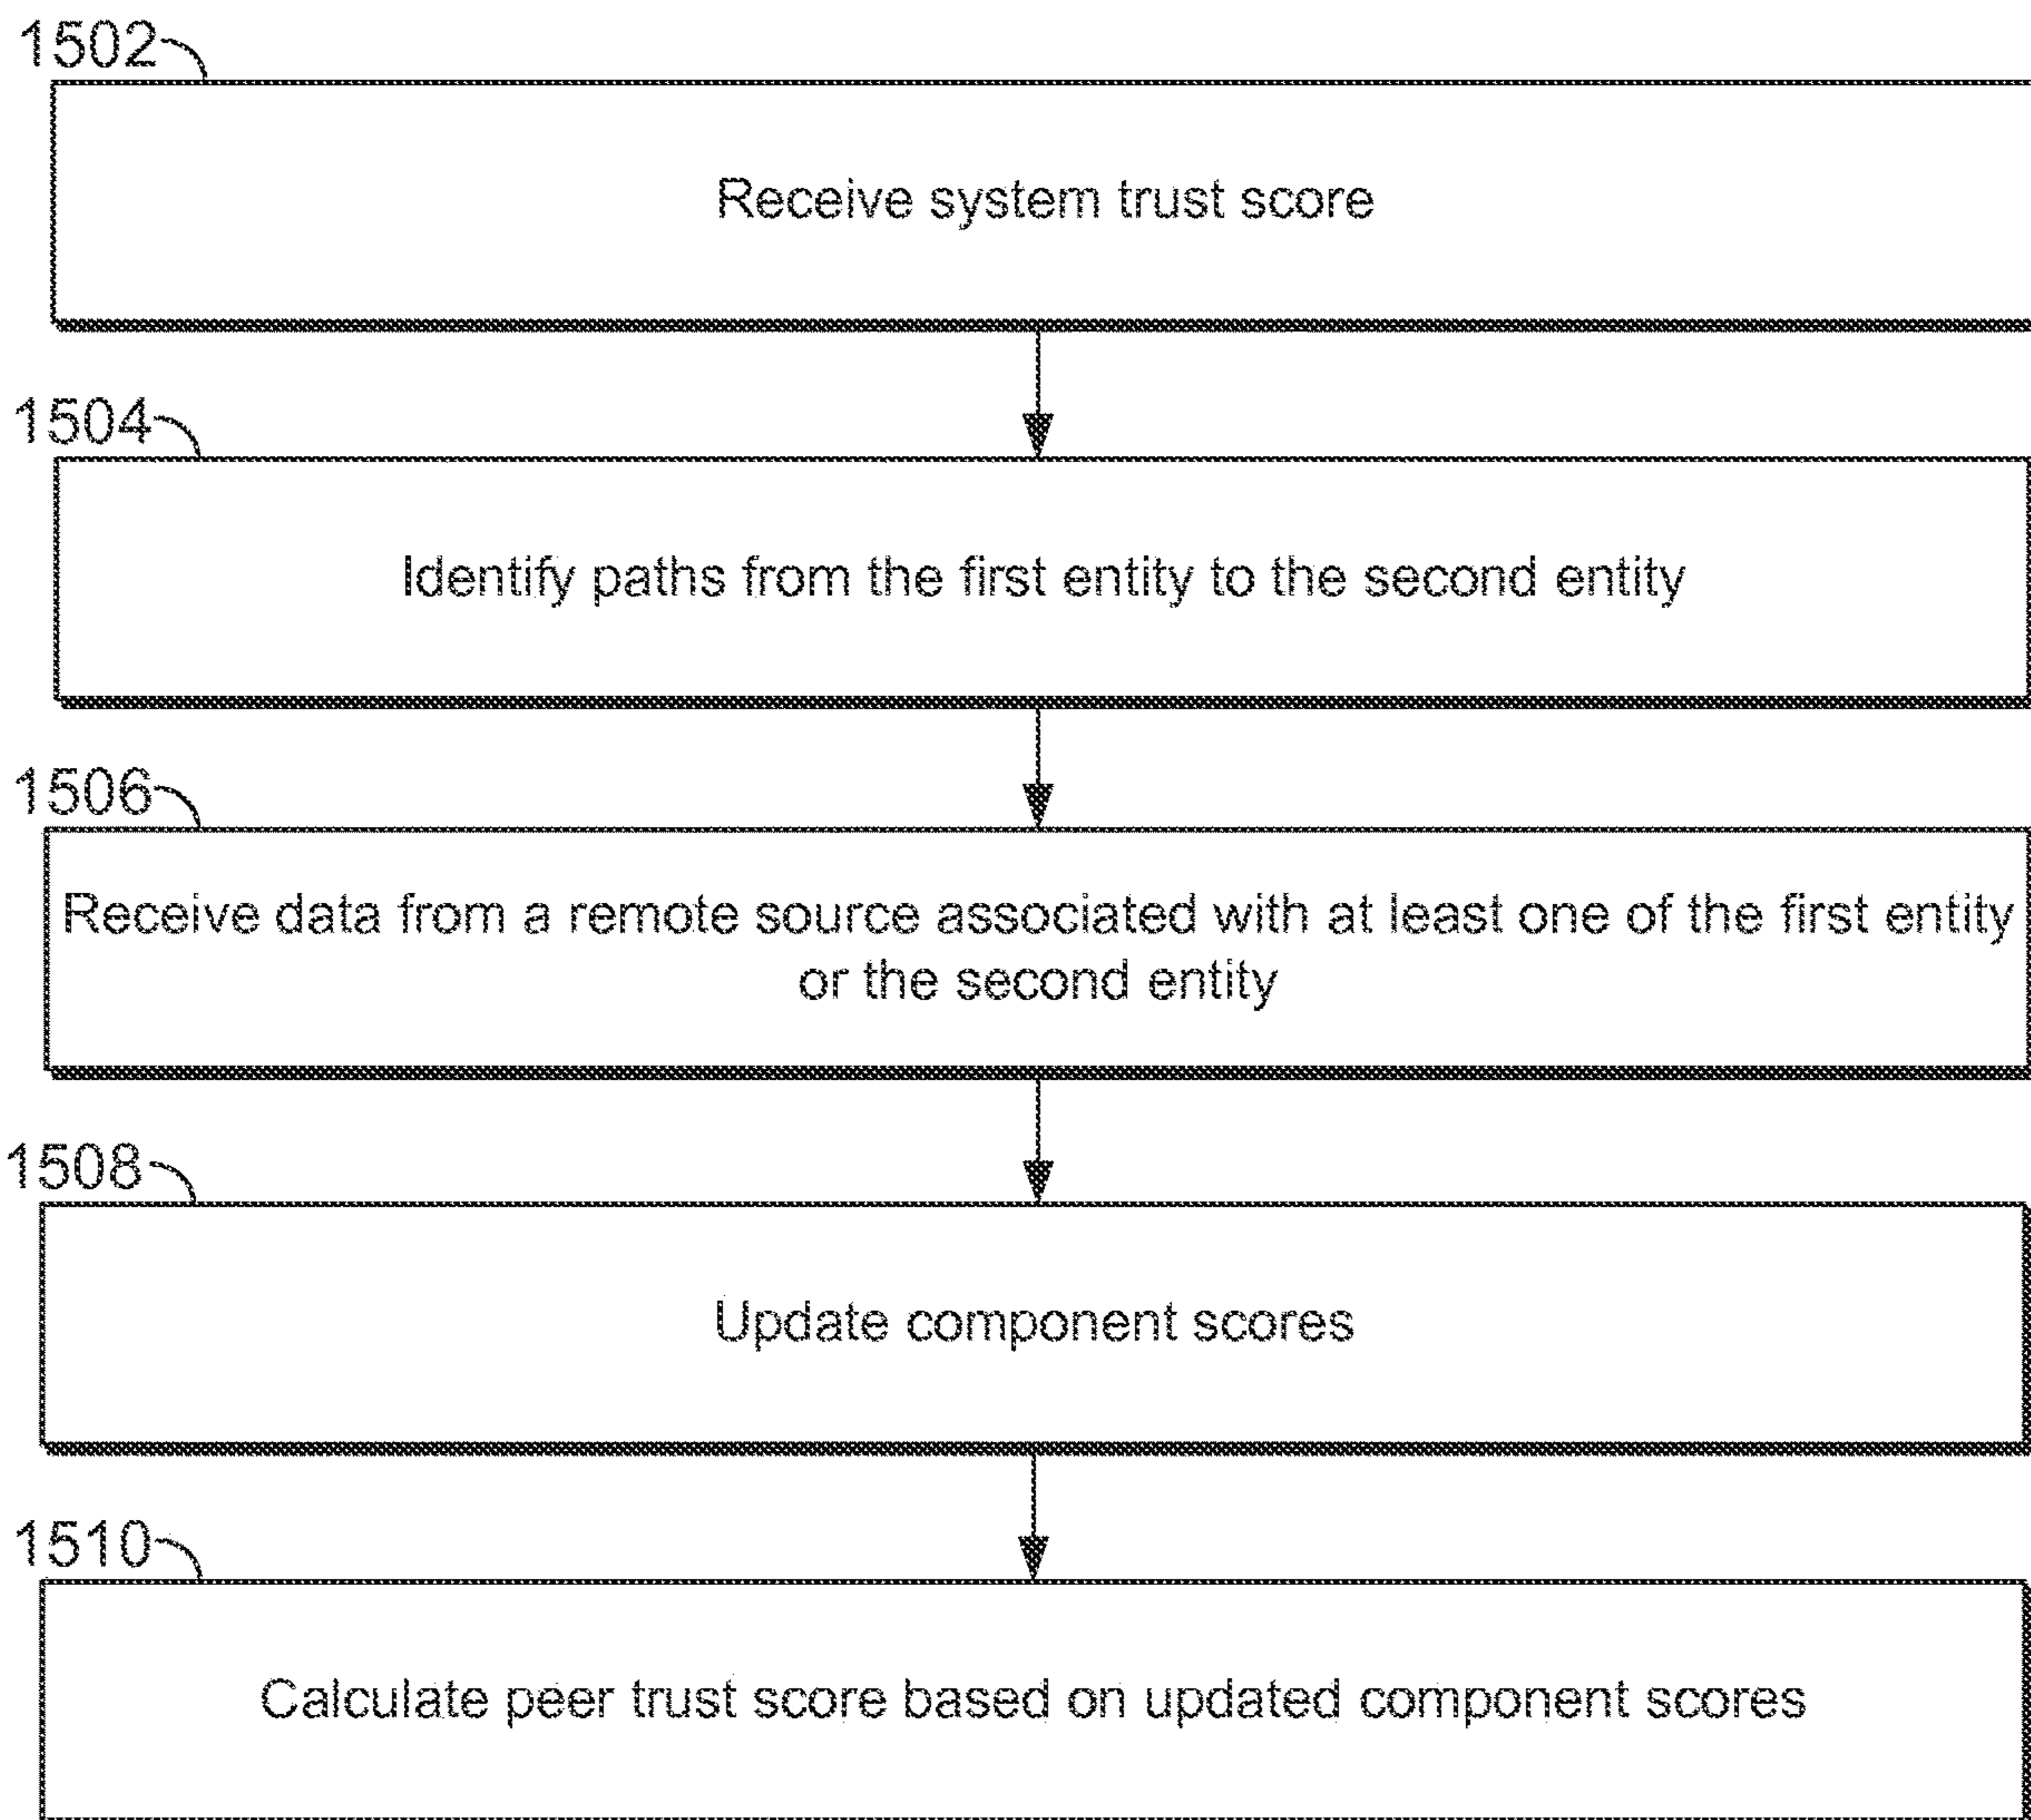 1502
Receive system trust score
1504
Identify paths from the first entity to the second entity
1506
Receive data from a remote source associated with at least one of the first entity
or the second entity
1508
Update component scores
1510
Calculate peer trust score based on updated component scores